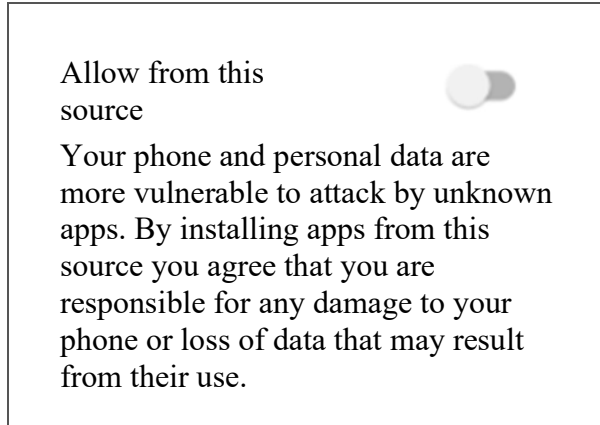 Allow from this
source
Your phone and personal data are
more vulnerable to attack by unknown
apps. By installing apps from this
source you agree that you are
responsible for any damage to your
phone or loss of data that may result
from their use.